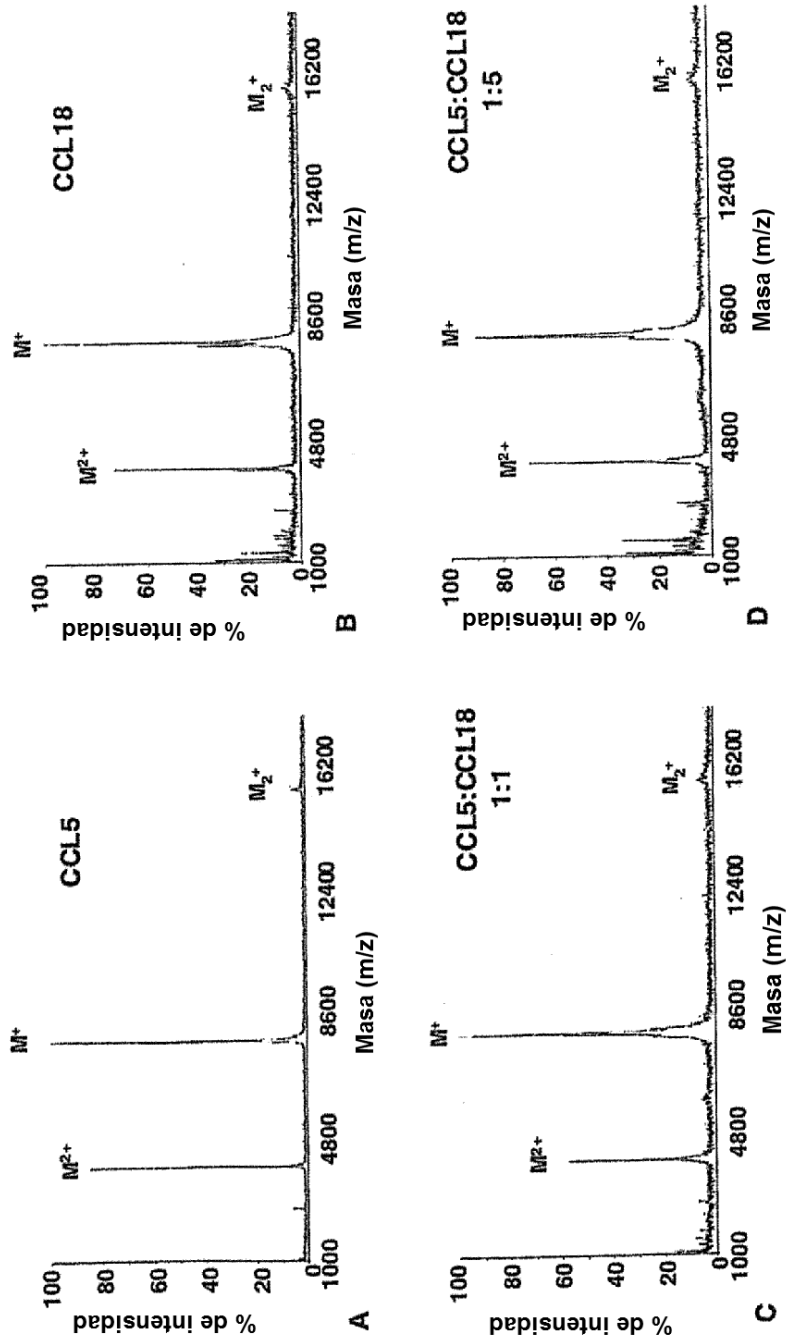 CCL5
100
80
60
40
20
0
% de intensidad
M²⁺
M⁺
M₂⁺
1000
4800
8600
12400
16200
Masa (m/z)
A
CCL18
100
80
60
40
20
0
% de intensidad
M²⁺
M⁺
M₂⁺
1000
4800
8600
12400
16200
Masa (m/z)
B
CCL5:CCL18
1:1
100
80
60
40
20
0
% de intensidad
M²⁺
M⁺
M₂⁺
1000
4800
8600
12400
16200
Masa (m/z)
C
CCL5:CCL18
1:5
100
80
60
40
20
0
% de intensidad
M²⁺
M⁺
M₂⁺
1000
4800
8600
12400
16200
Masa (m/z)
D